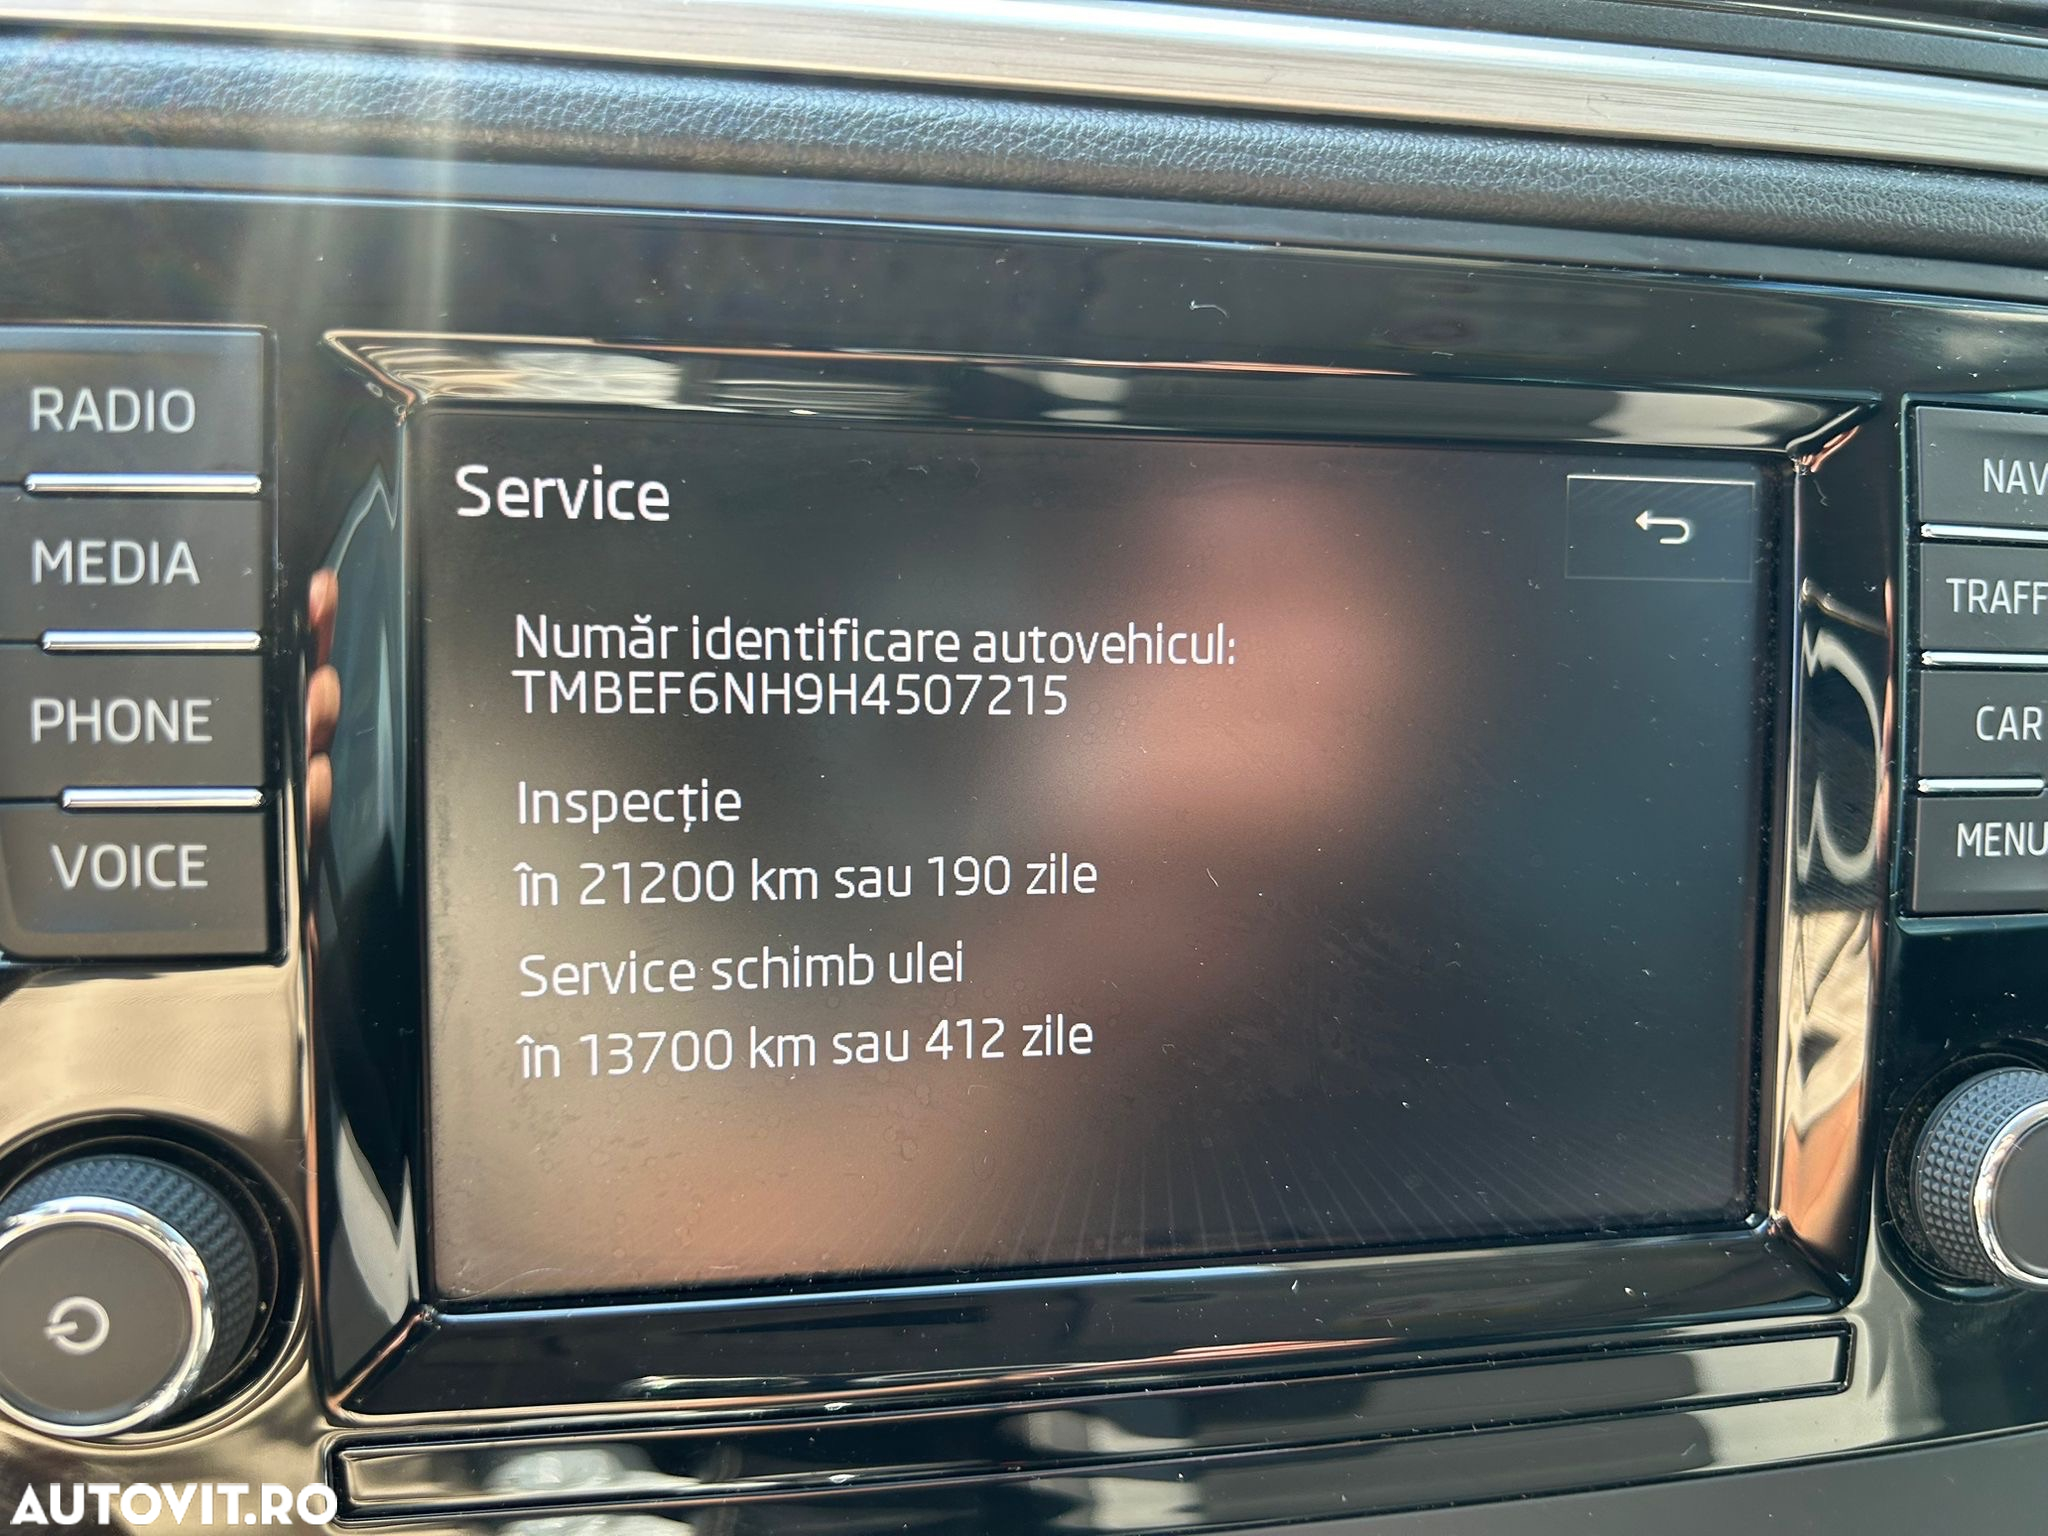 RADIO
MEDIA
PHONE
VOICE
Service
Număr identificare autovehicul:
TMBEF6NH9H4507215
Inspecție
în 21200 km sau 190 zile
Service schimb ulei
în 13700 km sau 412 zile
NAV
TRAFF
CAR
MENU
AUTOVIT.RO